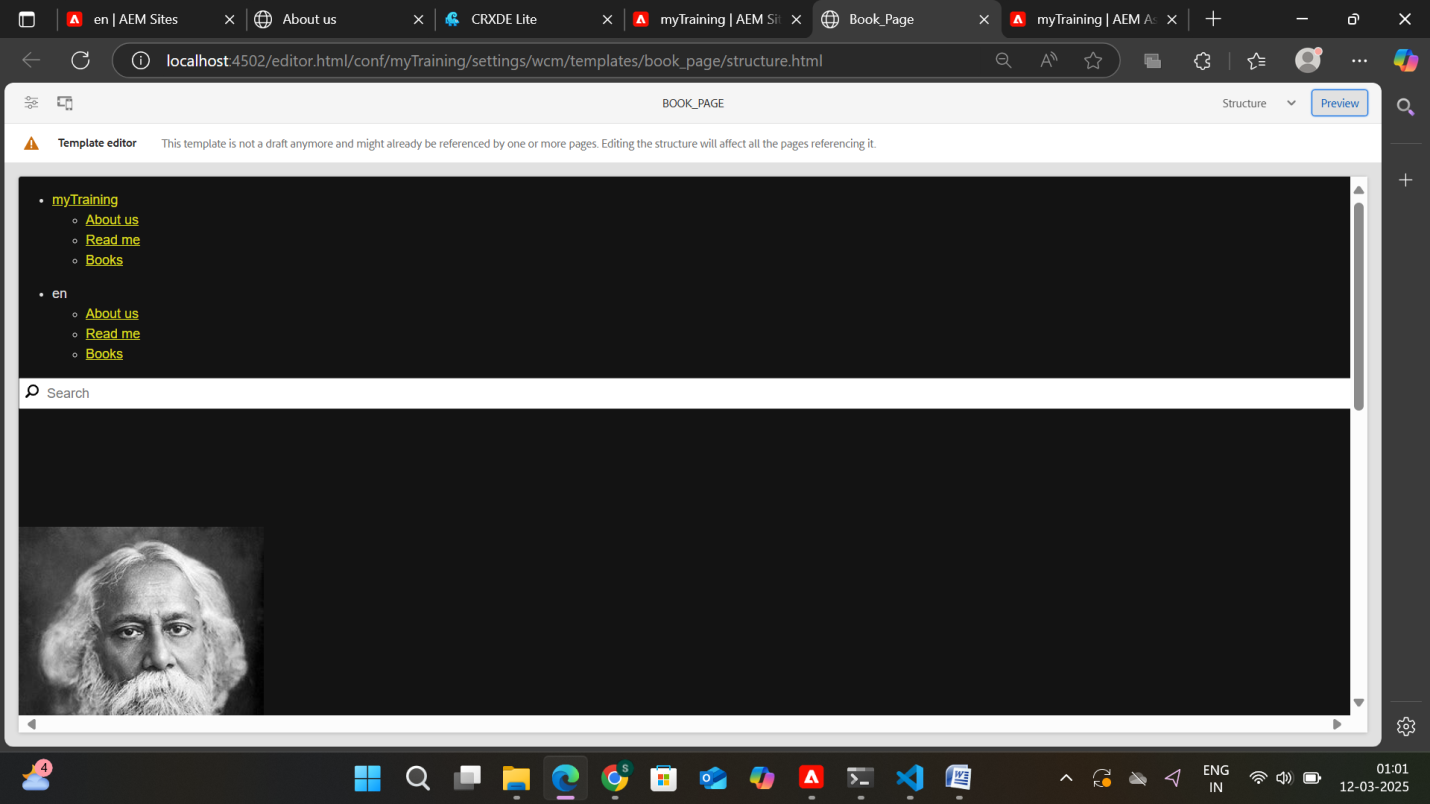 en | AEM Sites
About us
CRXDE Lite
myTraining | AEM Sit
Book_Page
myTraining | AEM As
localhost:4502/editor.html/conf/myTraining/settings/wcm/templates/book_page/structure.html
BOOK_PAGE
Structure
Preview
Template editor
This template is not a draft anymore and might already be referenced by one or more pages. Editing the structure will affect all the pages referencing it.
myTraining
About us
Read me
Books
en
About us
Read me
Books
Search
4
S
ENG
IN
01:01
12-03-2025